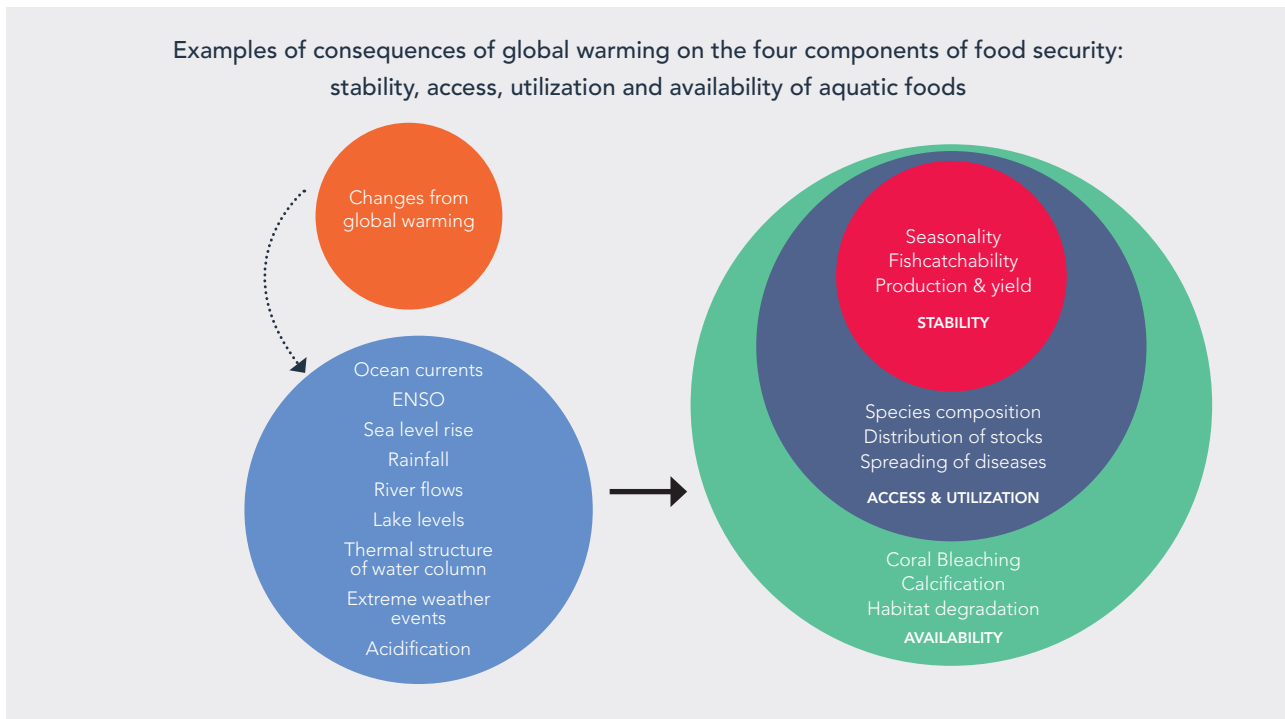 Examples of consequences of global warming on the four components of food security:
stability, access, utilization and availability of aquatic foods
Changes from
global warming
Ocean currents
ENSO
Sea level rise
Rainfall
River flows
Lake levels
Thermal structure
of water column
Extreme weather
events
Acidification
Seasonality
Fishcatchability
Production & yield
STABILITY
Species composition
Distribution of stocks
Spreading of diseases
ACCESS & UTILIZATION
Coral Bleaching
Calcification
Habitat degradation
AVAILABILITY